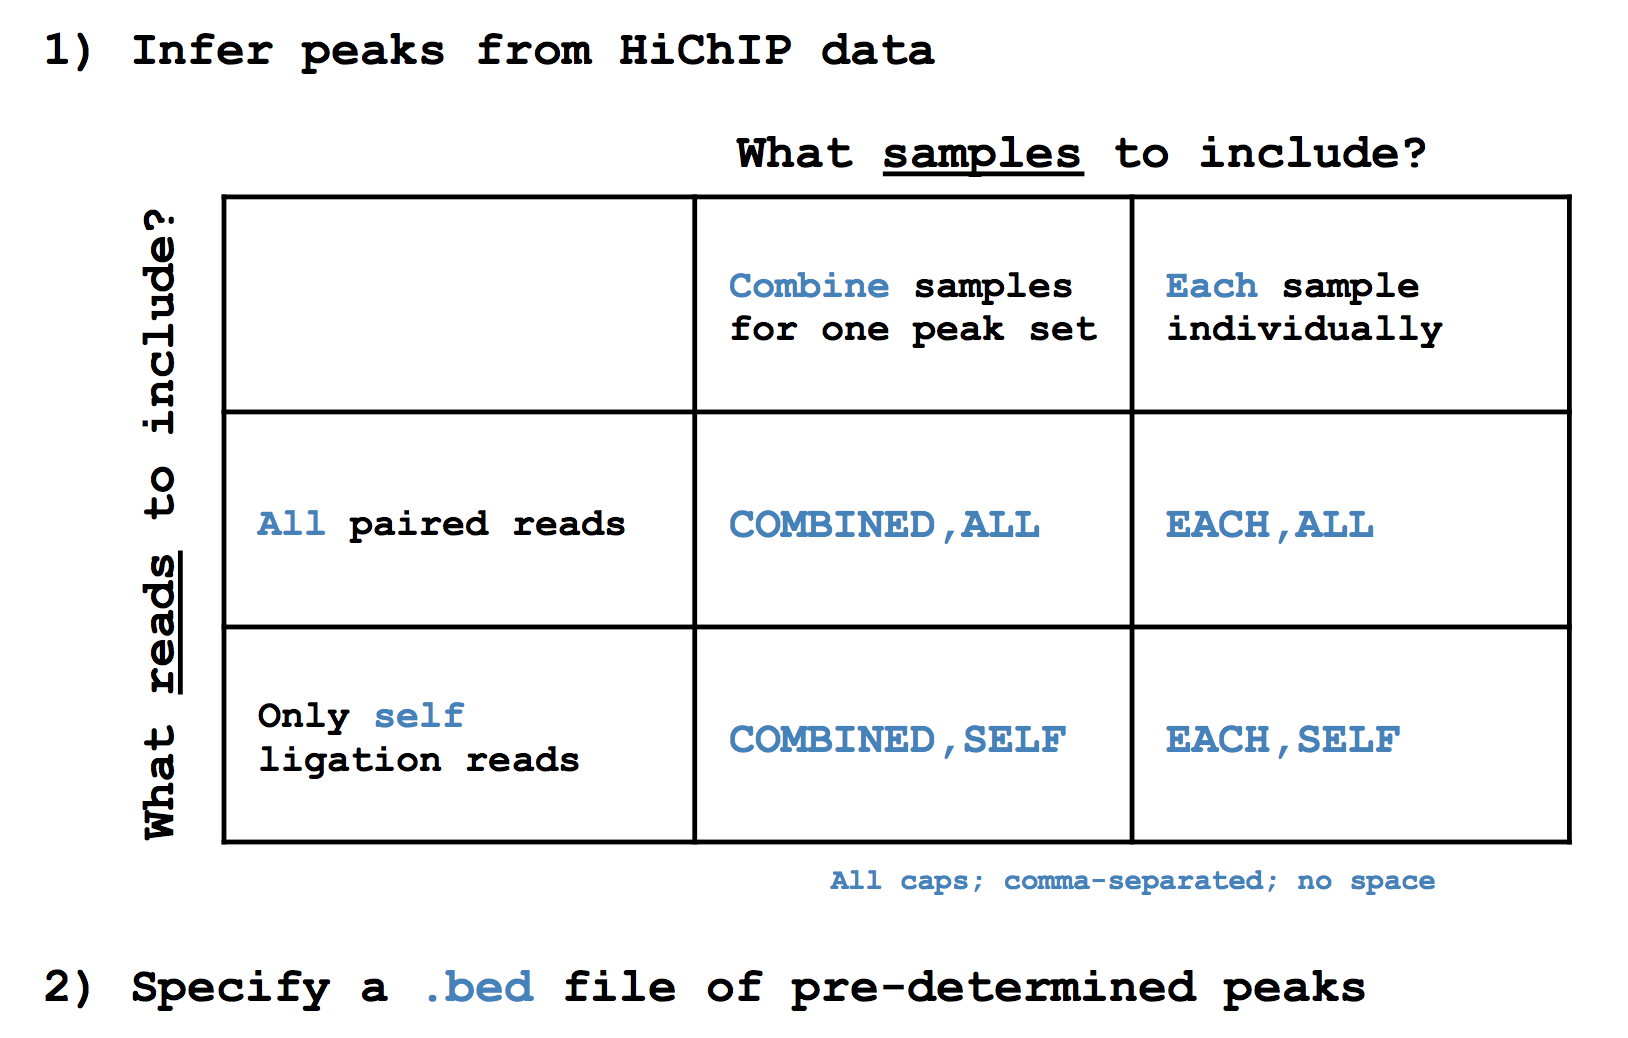 1) Infer peaks from HiChIP data
What samples to include?
What reads to include?
Combine samples
for one peak set
Each sample
individually
All paired reads
COMBINED,ALL
EACH,ALL
Only self
ligation reads
COMBINED,SELF
EACH,SELF
All caps; comma-separated; no space
2) Specify a .bed file of pre-determined peaks